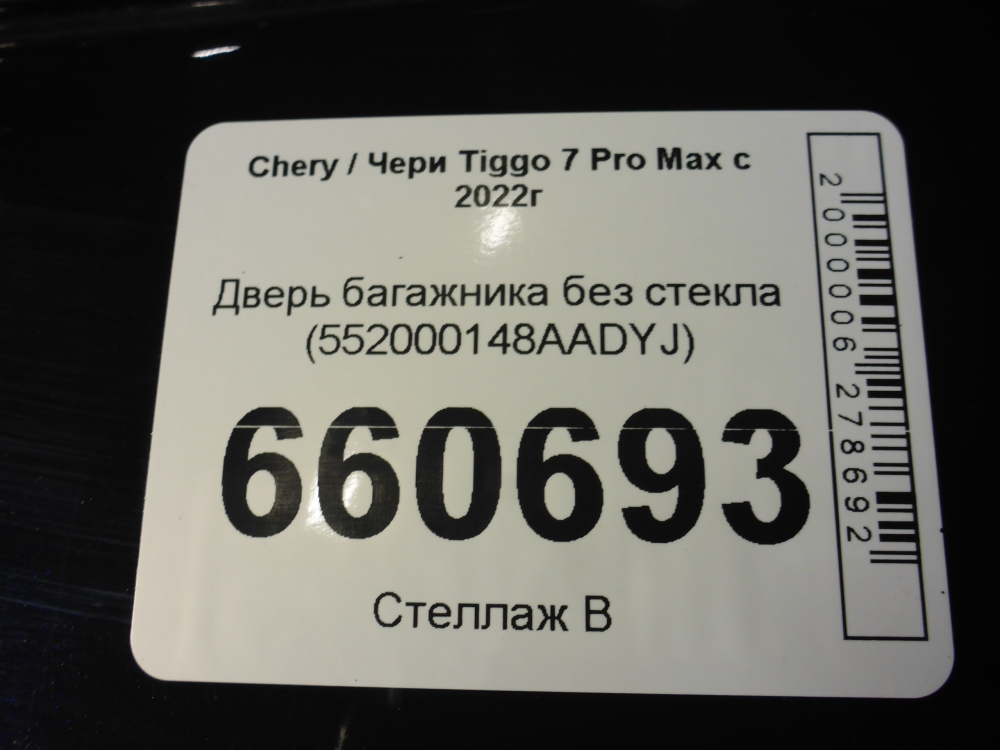 Chery / Чери Tiggo 7 Pro Max с
2022г
Дверь багажника без стекла
(552000148AADYJ)
660693
Стеллаж В
2000006278692